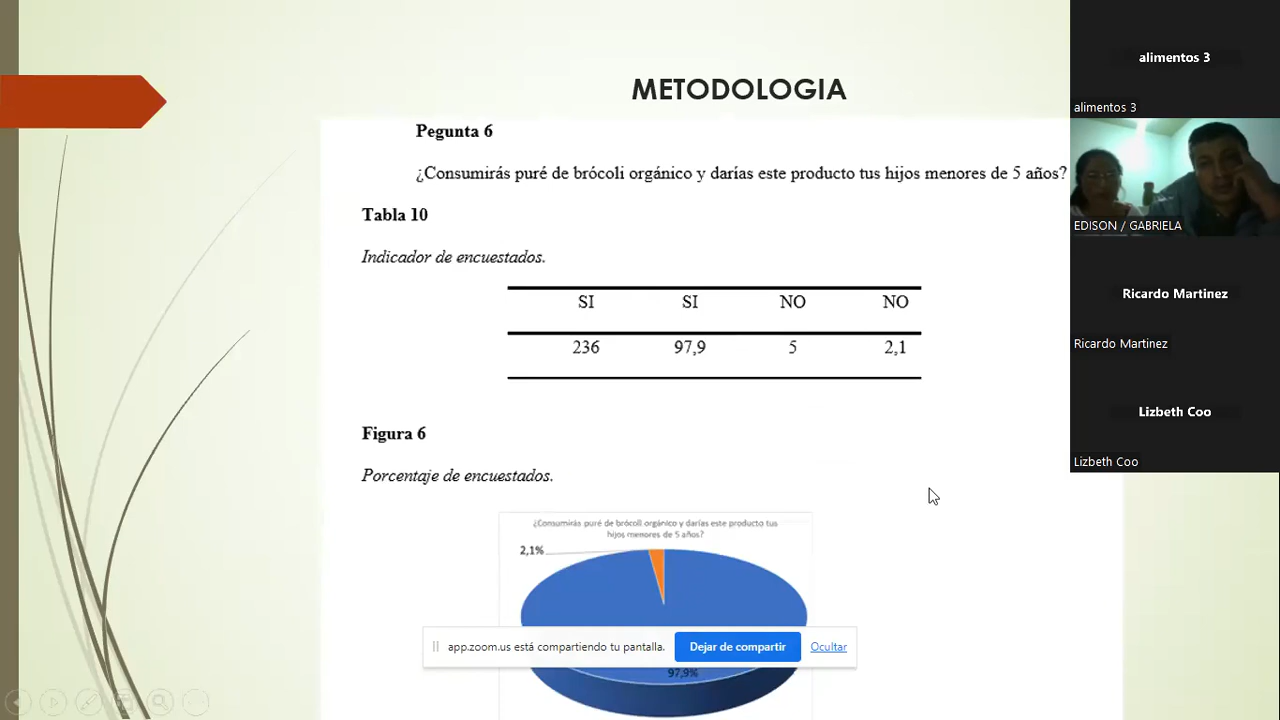 METODOLOGIA
Pegunta 6
¿Consumirás puré de brócoli orgánico y darías este producto tus hijos menores de 5 años?
Tabla 10
Indicador de encuestados.
SI SI NO NO
236 97,9 5 2,1
Figura 6
Porcentaje de encuestados.
¿Consumirás puré de brócoli orgánico y darías este producto tus
hijos menores de 5 años?
2,1%
app.zoom.us está compartiendo tu pantalla. Dejar de compartir Ocultar
97,9%
alimentos 3
alimentos 3
EDISON / GABRIELA
Ricardo Martinez
Ricardo Martinez
Lizbeth Coo
Lizbeth Coo